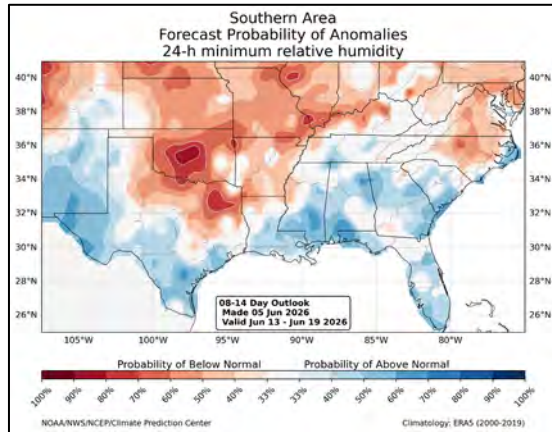 Southern Area
Forecast Probability of Anomalies
24-h minimum relative humidity
40°N 40°N
38°N 38°N
36°N 36°N
34°N 34°N
32°N 32°N
30°N 30°N
28°N 28°N
26°N 26°N
08-14 Day Outlook
Made 05 Jun 2026
Valid Jun 13 - Jun 19 2026
105°W 100°W 95°W 90°W 85°W 80°W
Probability of Below Normal Probability of Above Normal
100% 90% 80% 70% 60% 50% 40% 33% 33% 40% 50% 60% 70% 80% 90% 100%
NOAA/NWS/NCEP/Climate Prediction Center Climatology: ERA5 (2000-2019)